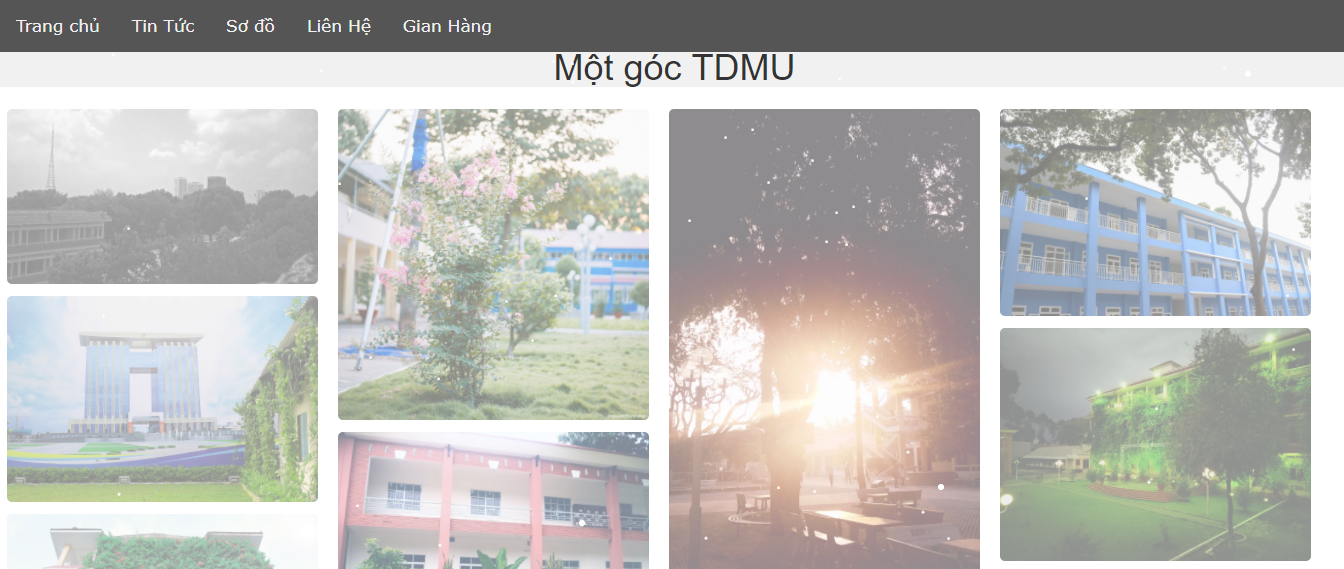 Trang chủ Tin Tức Sơ đồ Liên Hệ Gian Hàng
Một góc TDMU